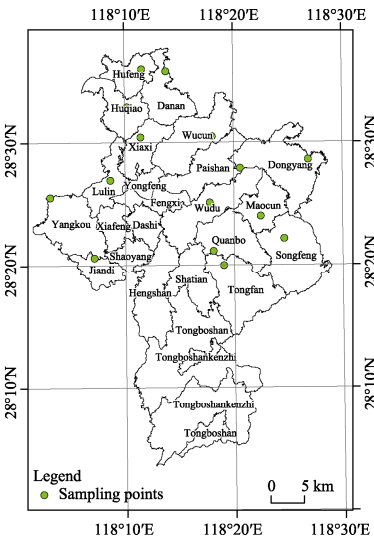 118°10′E 118°20′E 118°30′E
Hufeng
Huqiao
Danan
28°30′N
28°30′N
Wucun
Xiaxi
Paishan
Dongyang
Lulin
Yongfeng
Fengxi
Wudu
Maocun
Yangkou
Xiafeng
Dashi
Quanbo
Shaoyang
Songfeng
28°20′N
28°20′N
Jiandi
Shatian
Hengshan
Tongfan
Tongboshan
Tongboshankenzhi
28°10′N
28°10′N
Tongboshankenzhi
Tongboshan
Legend
Sampling points
0 5 km
118°10′E 118°20′E 118°30′E